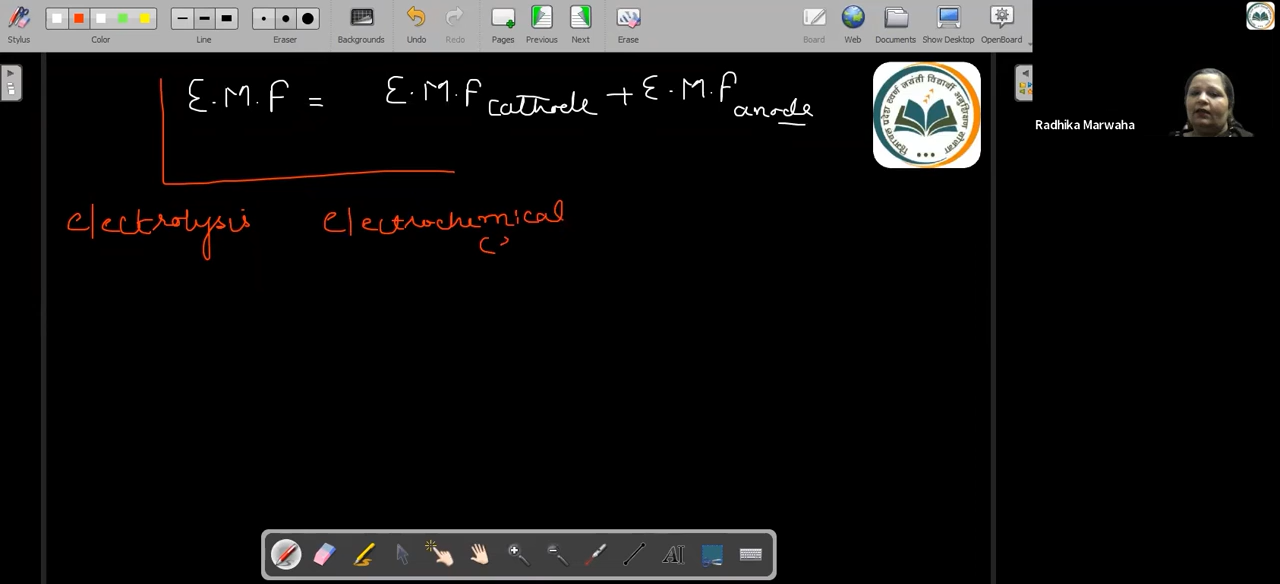 Stylus Color Line Eraser Backgrounds Undo Redo Pages Previous Next Erase Board Web Documents Show Desktop OpenBoard
E.M.F = E.M.F cathode + E.M.F anode
Radhika Marwaha
electrolysis electrochemical
AI